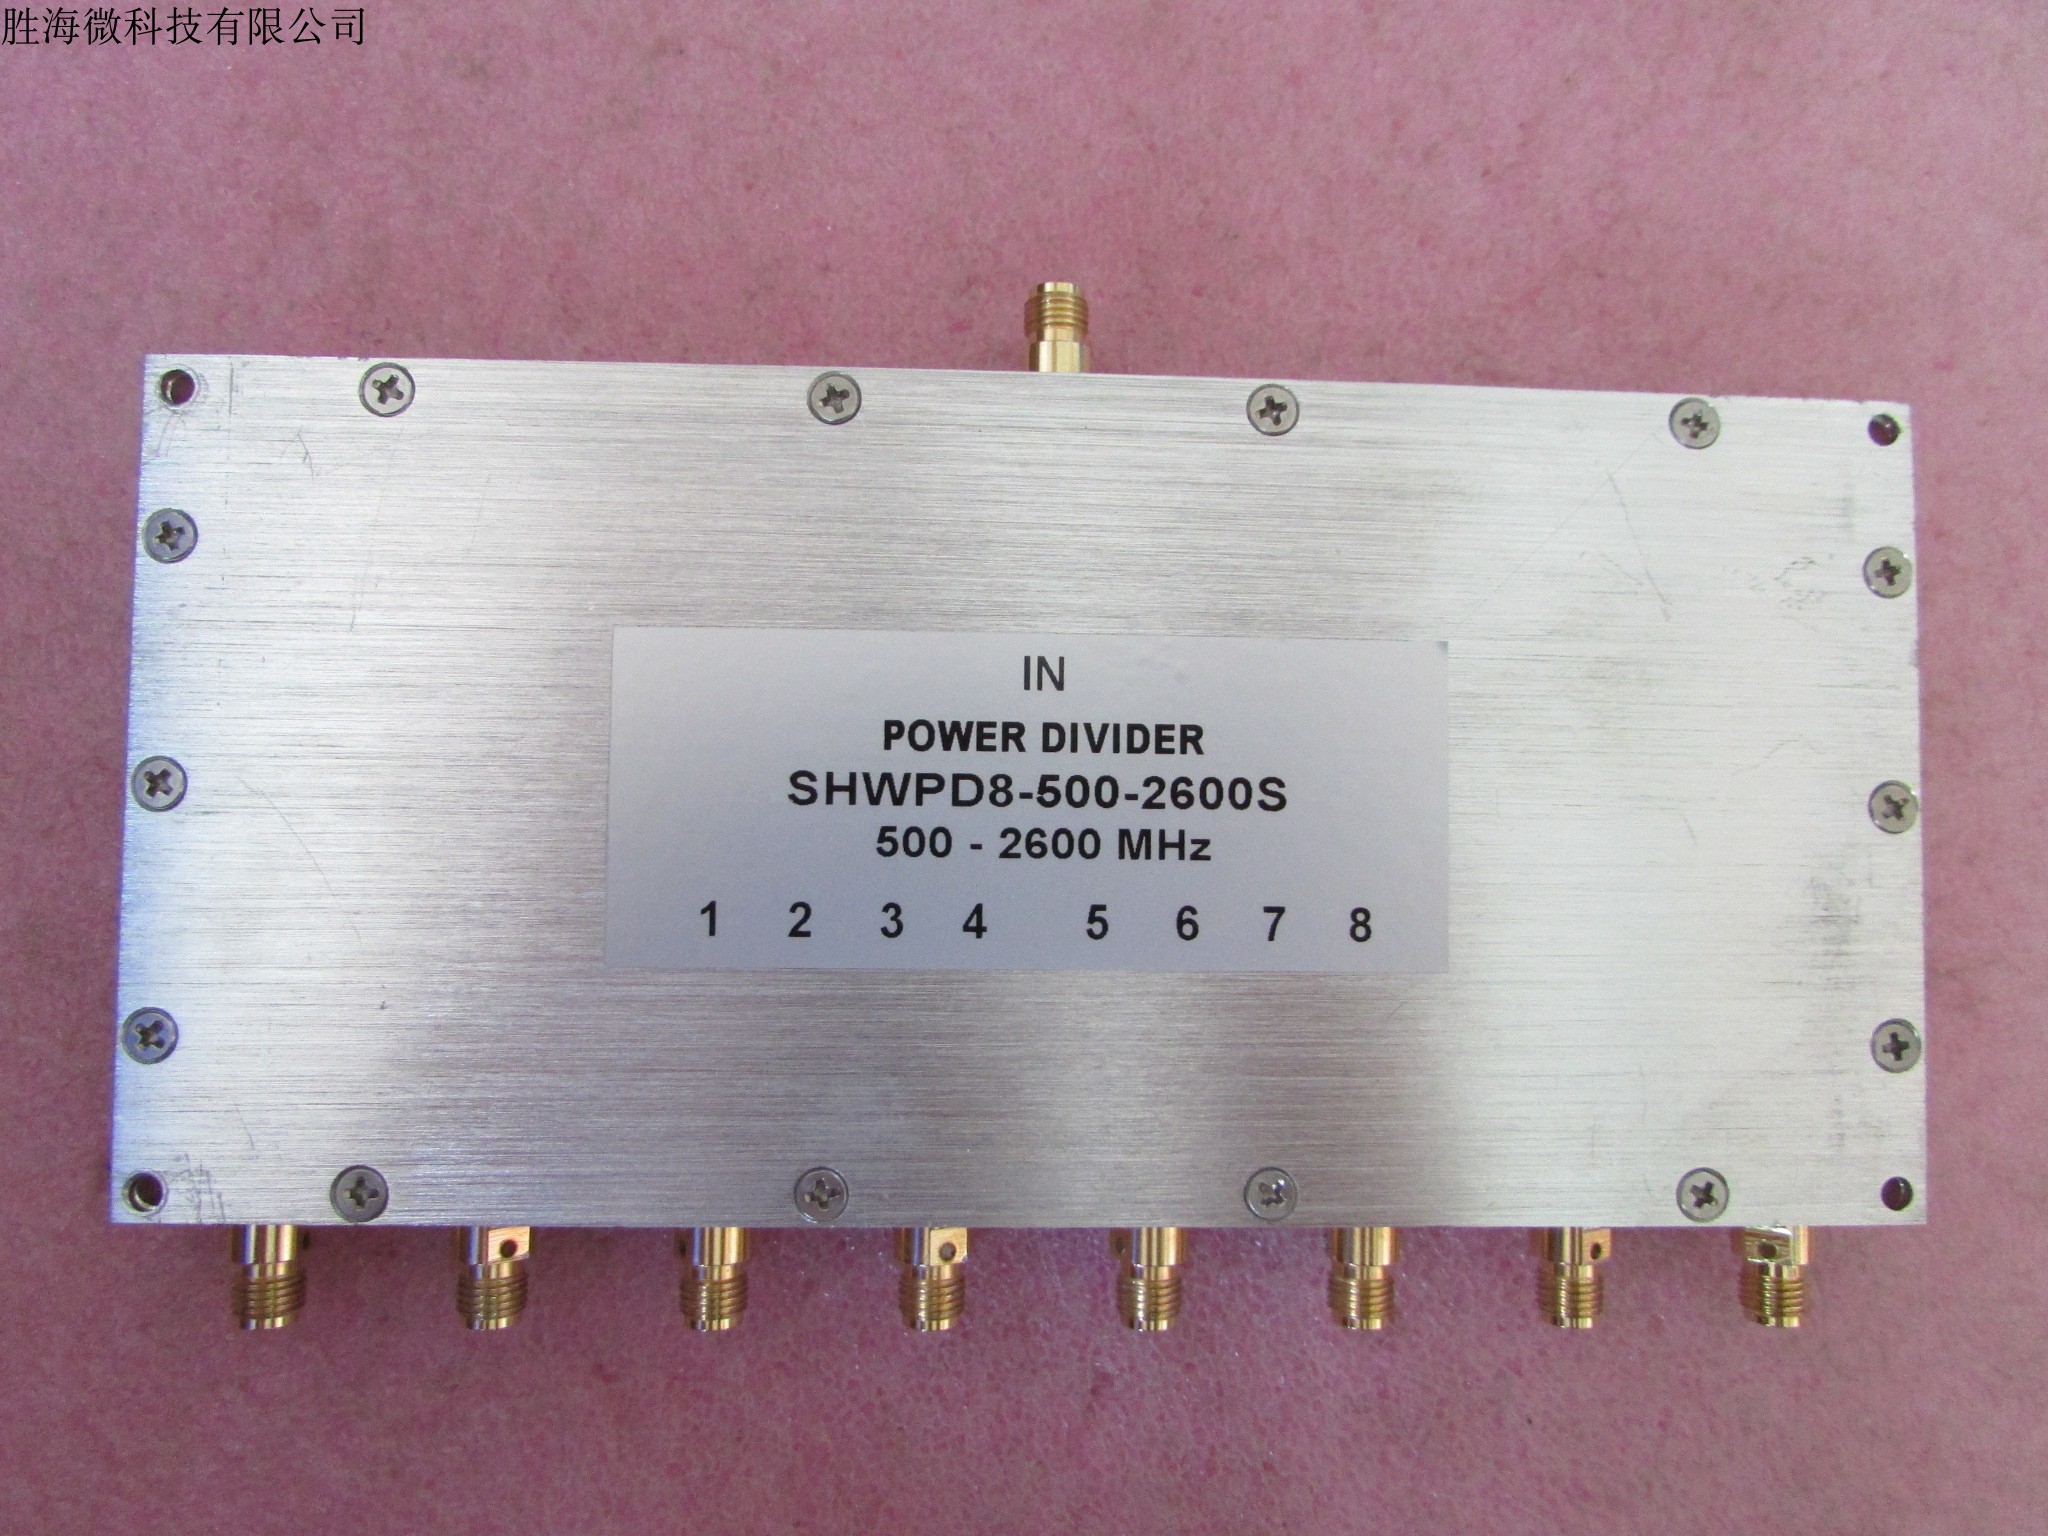 胜海微科技有限公司
IN
POWER DIVIDER
SHWPD8-500-2600S
500 - 2600 MHz
1 2 3 4 5 6 7 8